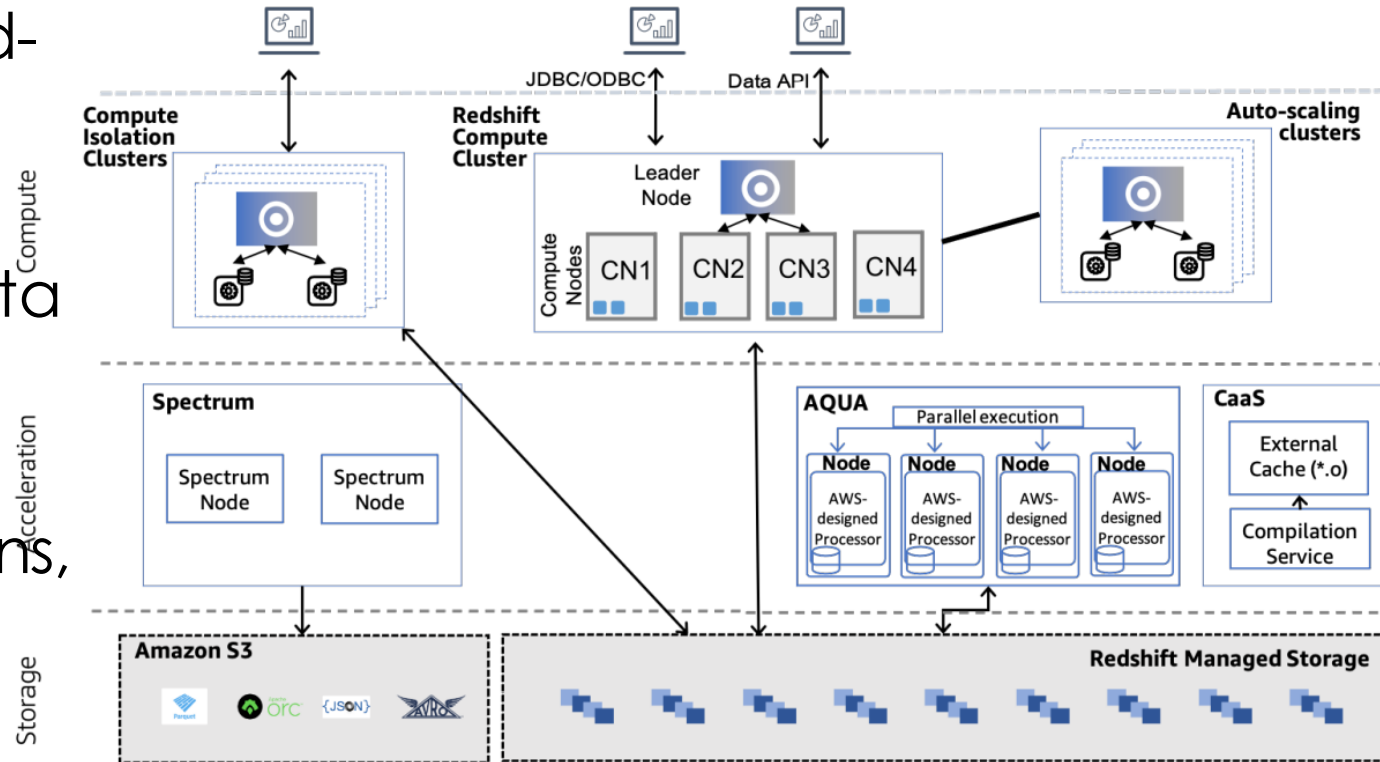 d-
JDBC/ODBC
Data API
Compute
Isolation
Clusters
Redshift
Compute
Cluster
Auto-scaling
clusters
Compute
Leader
Node
Compute
Nodes
CN1
CN2
CN3
CN4
ta
Acceleration
Spectrum
Spectrum
Node
Spectrum
Node
AQUA
Parallel execution
Node
AWS-
designed
Processor
Node
AWS-
designed
Processor
Node
AWS-
designed
Processor
Node
AWS-
designed
Processor
CaaS
External
Cache (*.o)
Compilation
Service
ns,
Storage
Amazon S3
Parquet
orc
{JSON}
AVRO
Redshift Managed Storage